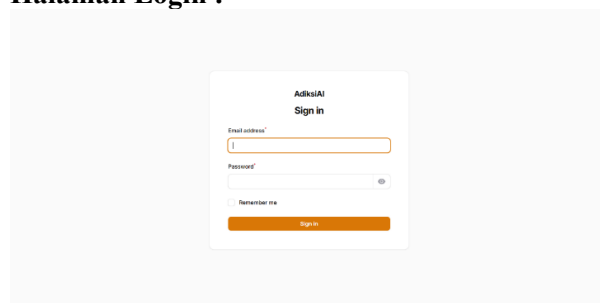 Halaman Login :
AdiksiAI
Sign in
Email address*
Password*
Remember me
Sign in